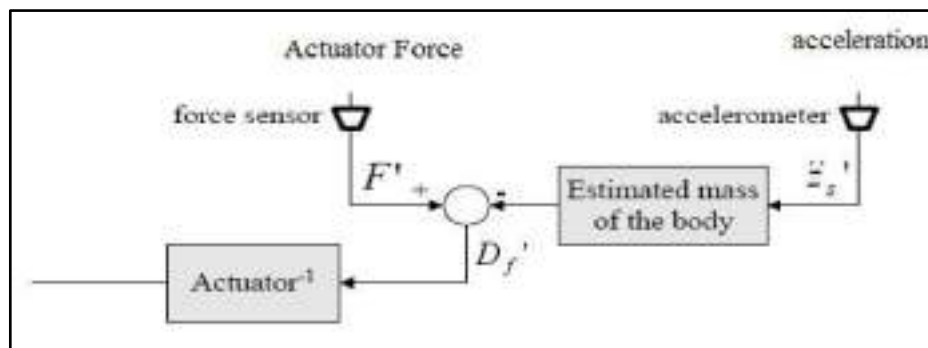 Actuator Force
acceleration
force sensor
accelerometer
F' +
-
Estimated mass
of the body
D_f'
Actuator⁻¹